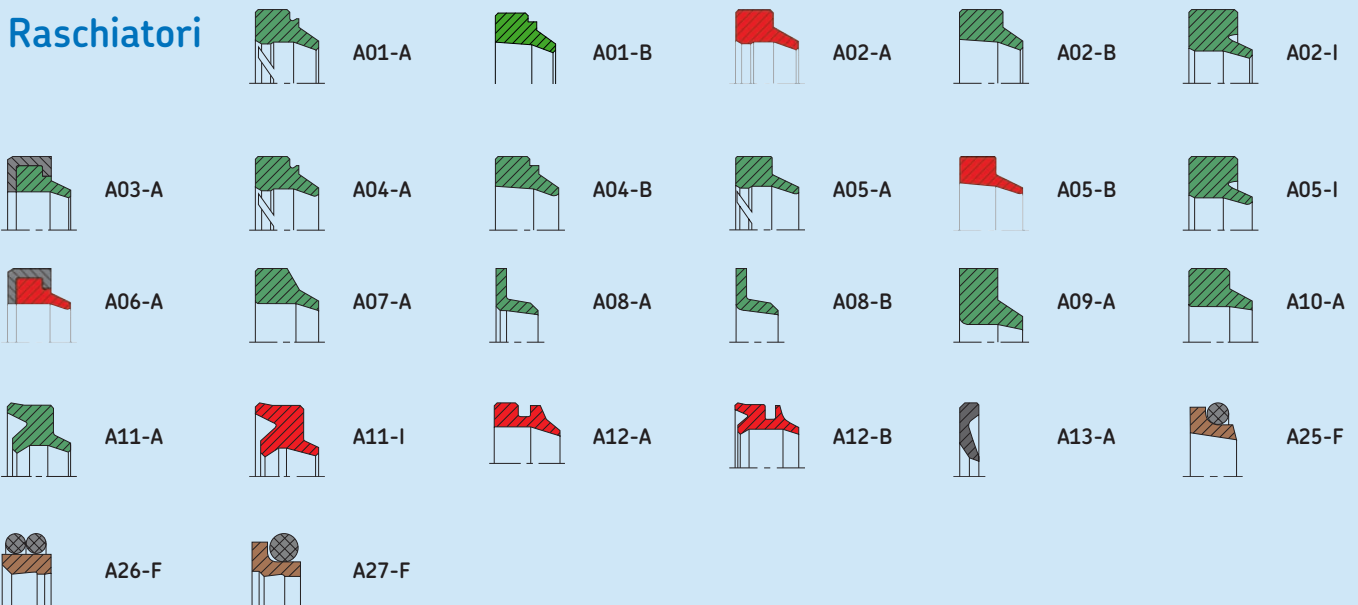 Raschiatori
A01-A
A01-B
A02-A
A02-B
A02-I
A03-A
A04-A
A04-B
A05-A
A05-B
A05-I
A06-A
A07-A
A08-A
A08-B
A09-A
A10-A
A11-A
A11-I
A12-A
A12-B
A13-A
A25-F
A26-F
A27-F